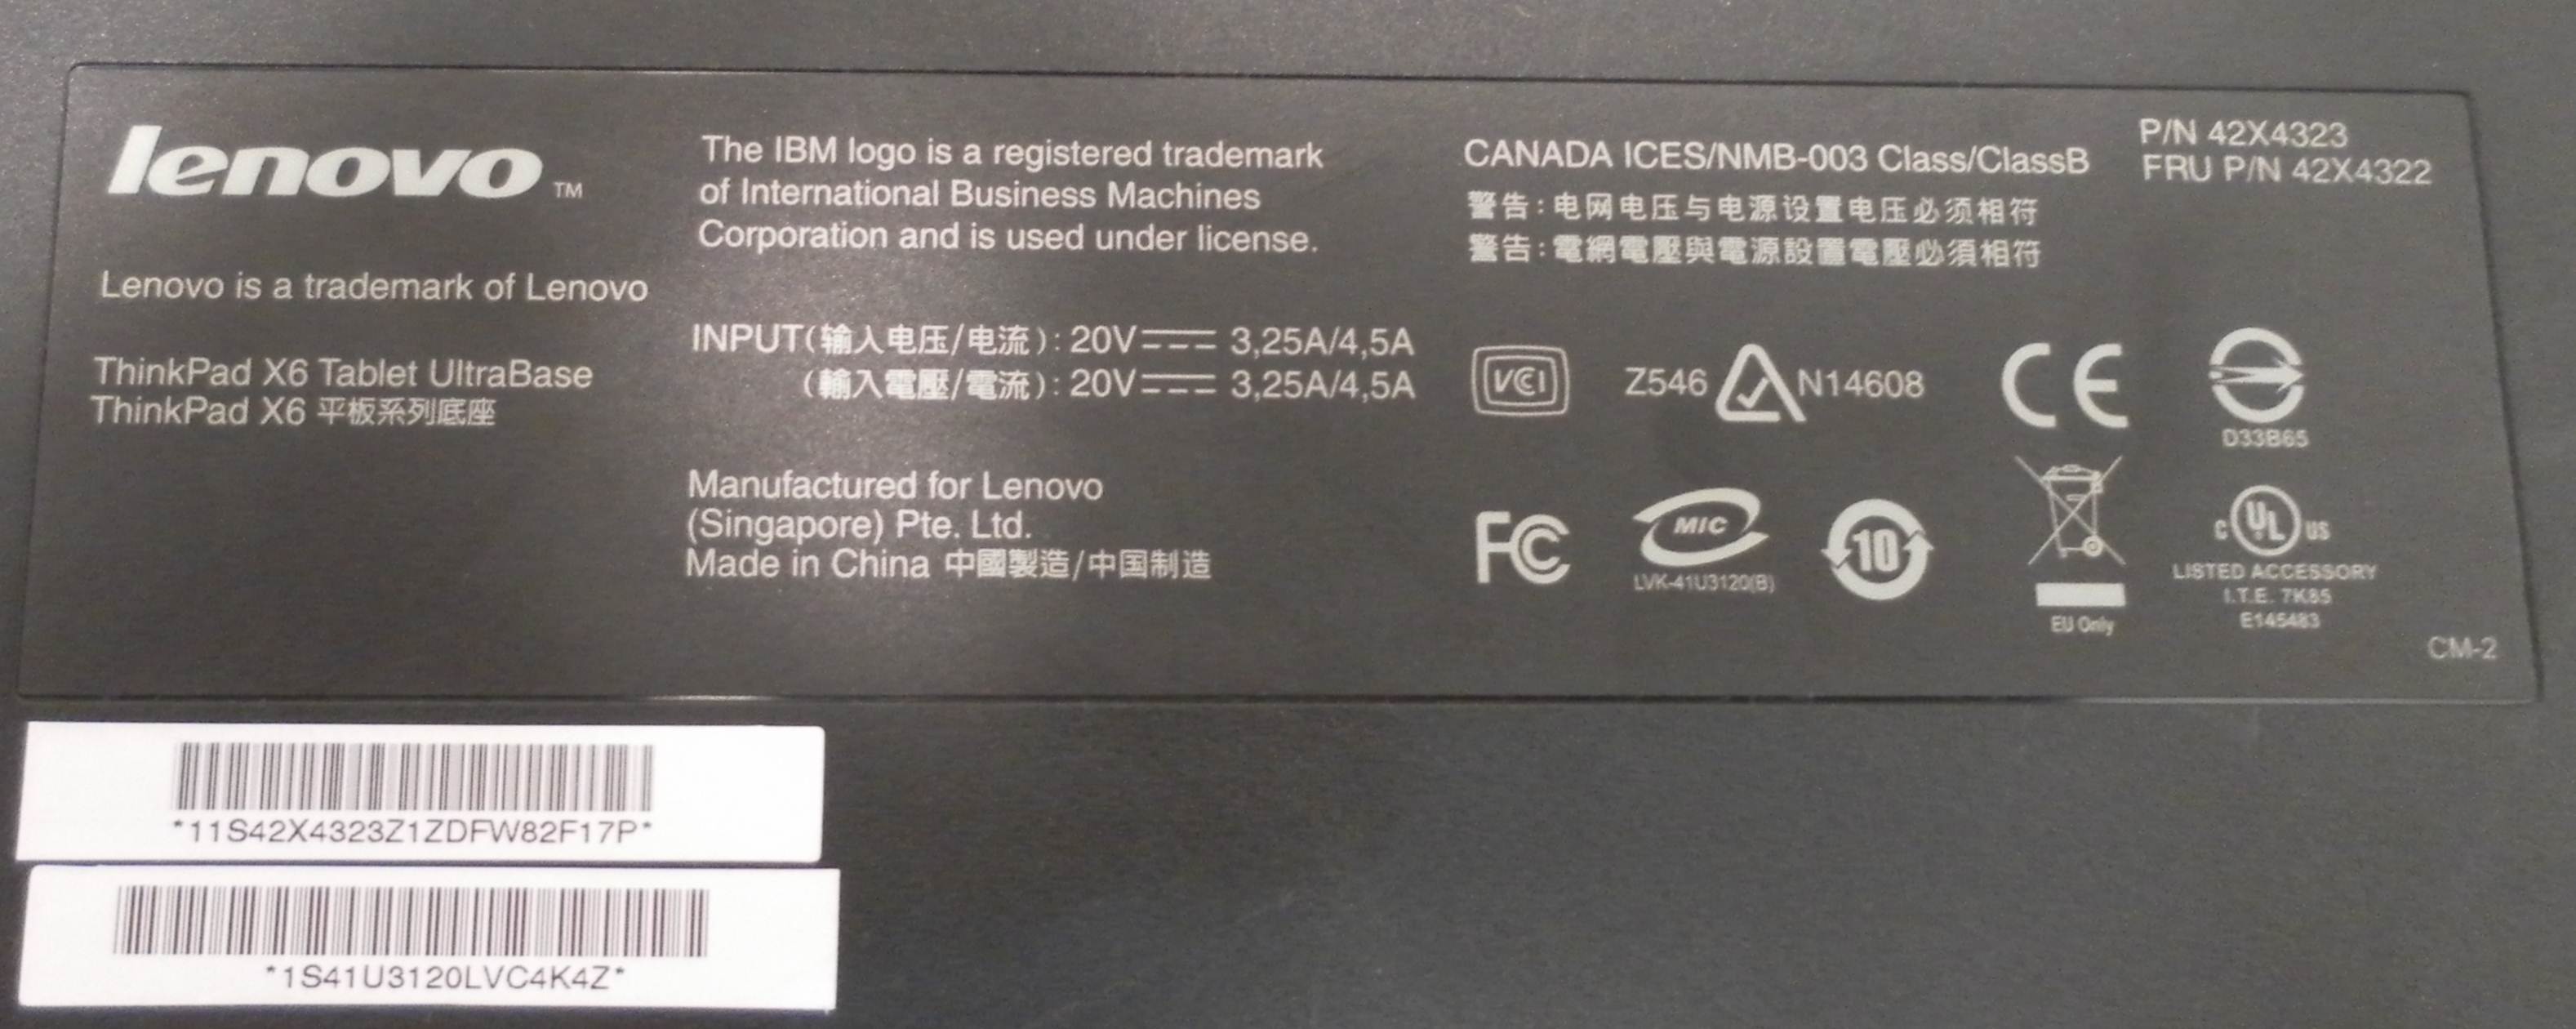 lenovo™
Lenovo is a trademark of Lenovo
ThinkPad X6 Tablet UltraBase
ThinkPad X6 平板系列底座
The IBM logo is a registered trademark
of International Business Machines
Corporation and is used under license.
INPUT(输入电压/电流): 20V⎓ 3,25A/4,5A
(輸入電壓/電流): 20V⎓ 3,25A/4,5A
Manufactured for Lenovo
(Singapore) Pte. Ltd.
Made in China 中國製造/中国制造
CANADA ICES/NMB-003 Class/ClassB
警告:电网电压与电源设置电压必须相符
警告:電網電壓與電源設置電壓必須相符
P/N 42X4323
FRU P/N 42X4322
VCCI
Z546 N14608
CE
D33B65
FC
MIC
LVK-41U3120(B)
10
EU Only
C UL US
LISTED ACCESSORY
I.T.E. 7K85
E145483
CM-2
*11S42X4323Z1ZDFW82F17P*
*1S41U3120LVC4K4Z*